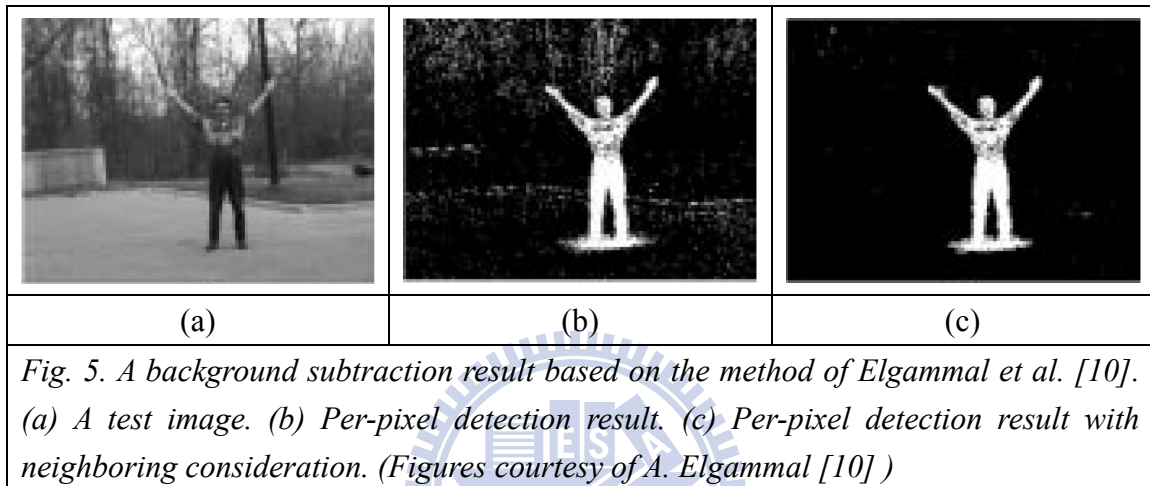 (a) (b) (c)
Fig. 5. A background subtraction result based on the method of Elgammal et al. [10].
(a) A test image. (b) Per-pixel detection result. (c) Per-pixel detection result with
neighboring consideration. (Figures courtesy of A. Elgammal [10] )
ESA